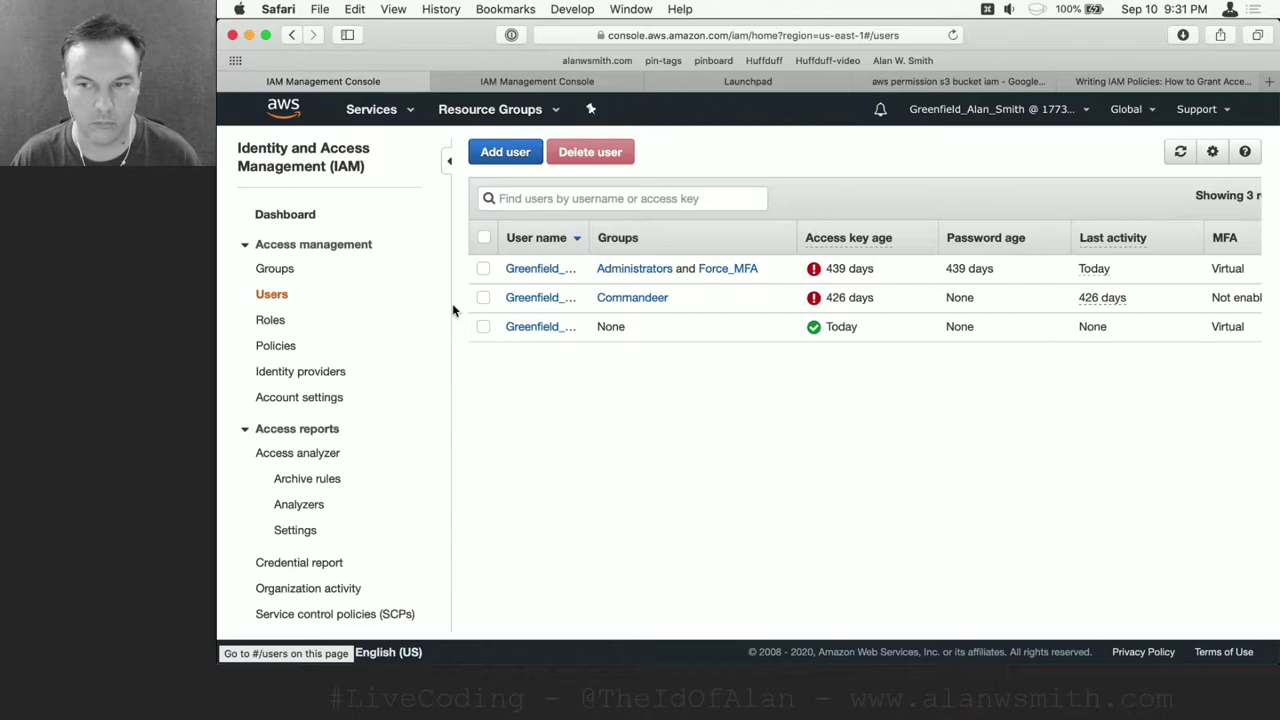 Safari File Edit View History Bookmarks Develop Window Help 100% Sep 10 9:31 PM
console.aws.amazon.com/iam/home?region=us-east-1#/users
alanwsmith.com pin-tags pinboard Huffduff Huffduff-video Alan W. Smith
IAM Management Console IAM Management Console Launchpad aws permission s3 bucket iam - Google... Writing IAM Policies: How to Grant Acce...
aws Services Resource Groups Greenfield_Alan_Smith @ 1773... Global Support
Identity and Access
Management (IAM)
Dashboard
Access management
Groups
Users
Roles
Policies
Identity providers
Account settings
Access reports
Access analyzer
Archive rules
Analyzers
Settings
Credential report
Organization activity
Service control policies (SCPs)
Add user Delete user
Find users by username or access key Showing 3 r
User name Groups Access key age Password age Last activity MFA
Greenfield_... Administrators and Force_MFA 439 days 439 days Today Virtual
Greenfield_... Commandeer 426 days None 426 days Not enabl
Greenfield_... None Today None None Virtual
Go to #/users on this page English (US) © 2008 - 2020, Amazon Web Services, Inc. or its affiliates. All rights reserved. Privacy Policy Terms of Use
#LiveCoding - @TheIdOfAlan - www.alanwsmith.com